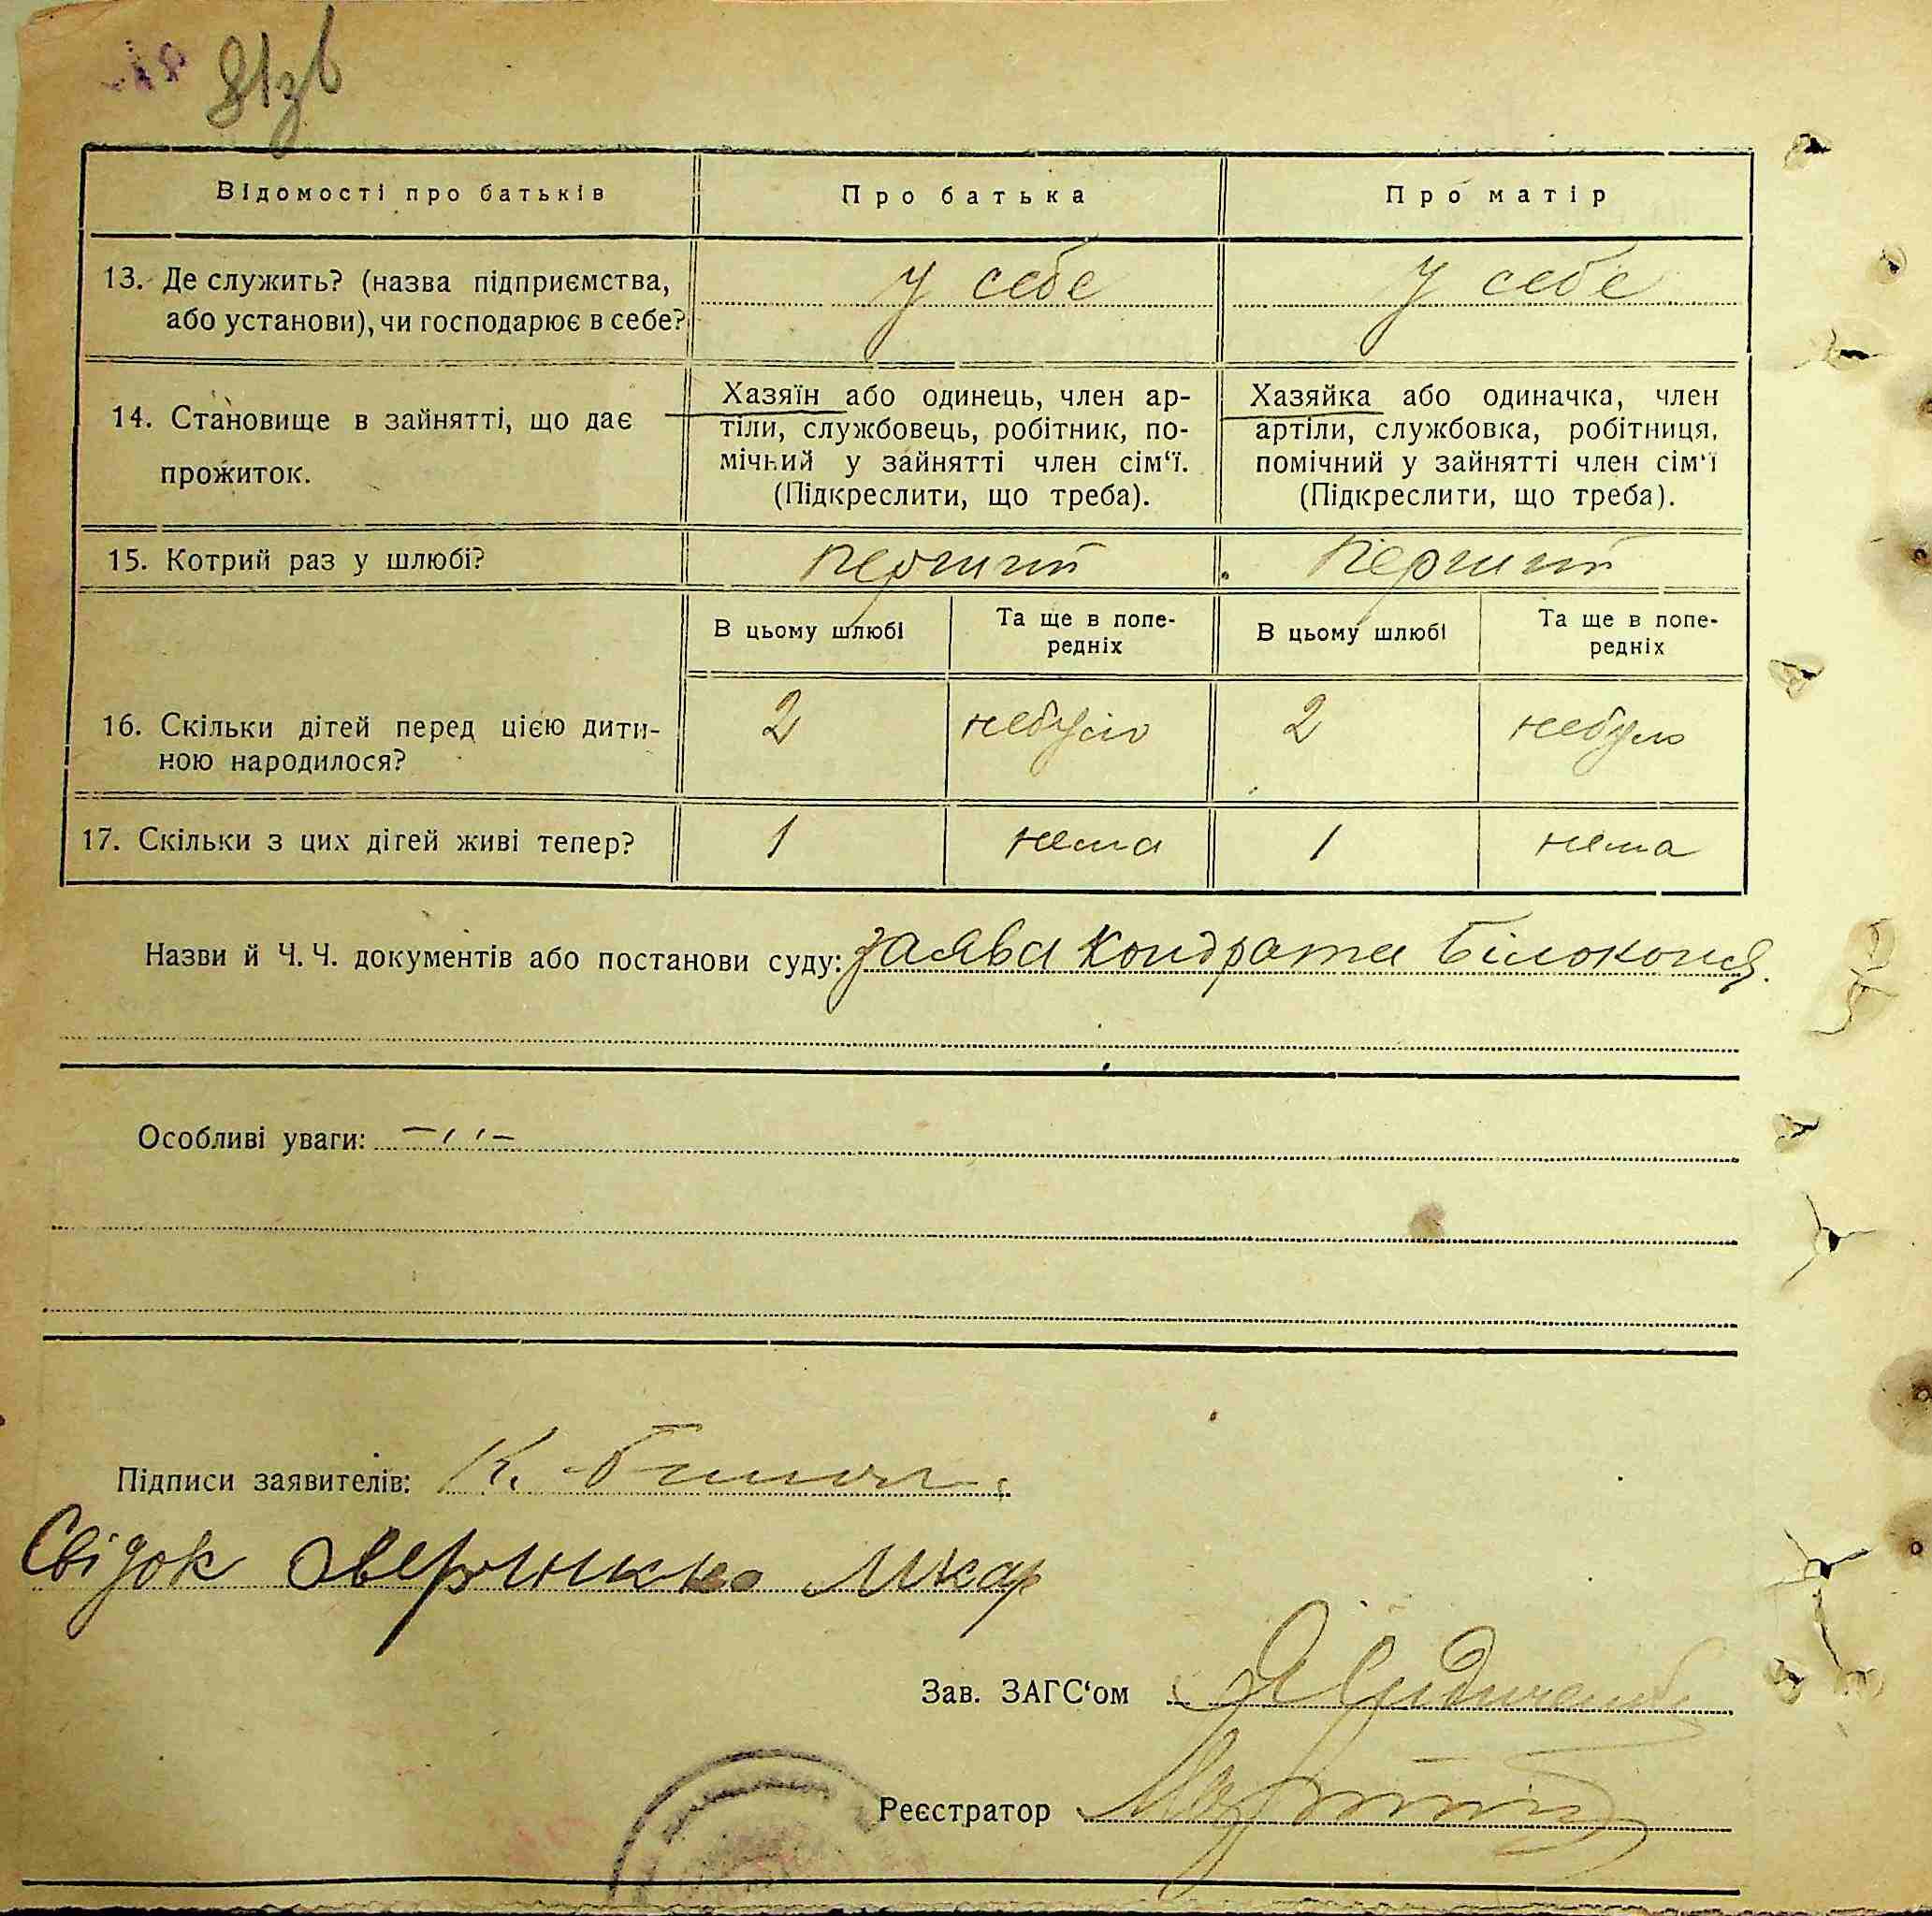 81зв
Відомості про батьків
Про батька
Про матір
13. Де служить? (назва підприємства,
або установи), чи господарює в себе?
у себе
у себе
14. Становище в зайнятті, що дає
прожиток.
Хазяїн або одинець, член ар-
тіли, службовець, робітник, по-
мічний у зайнятті член сім‘ї.
(Підкреслити, що треба).
Хазяйка або одиначка, член
артіли, службовка, робітниця,
помічний у зайнятті член сім‘ї
(Підкреслити, що треба).
15. Котрий раз у шлюбі?
перший
перший
В цьому шлюбі
Та ще в попе-
редніх
В цьому шлюбі
Та ще в попе-
редніх
16. Скільки дітей перед цією дити-
ною народилося?
2
небуло
2
небуло
17. Скільки з цих дітей живі тепер?
1
нема
1
нема
Назви й Ч. Ч. документів або постанови суду: заява Кондрата Білоконя.
Особливі уваги: –,,–
Підписи заявителів: К.
Свідок
Зав. ЗАГС‘ом
Реєстратор